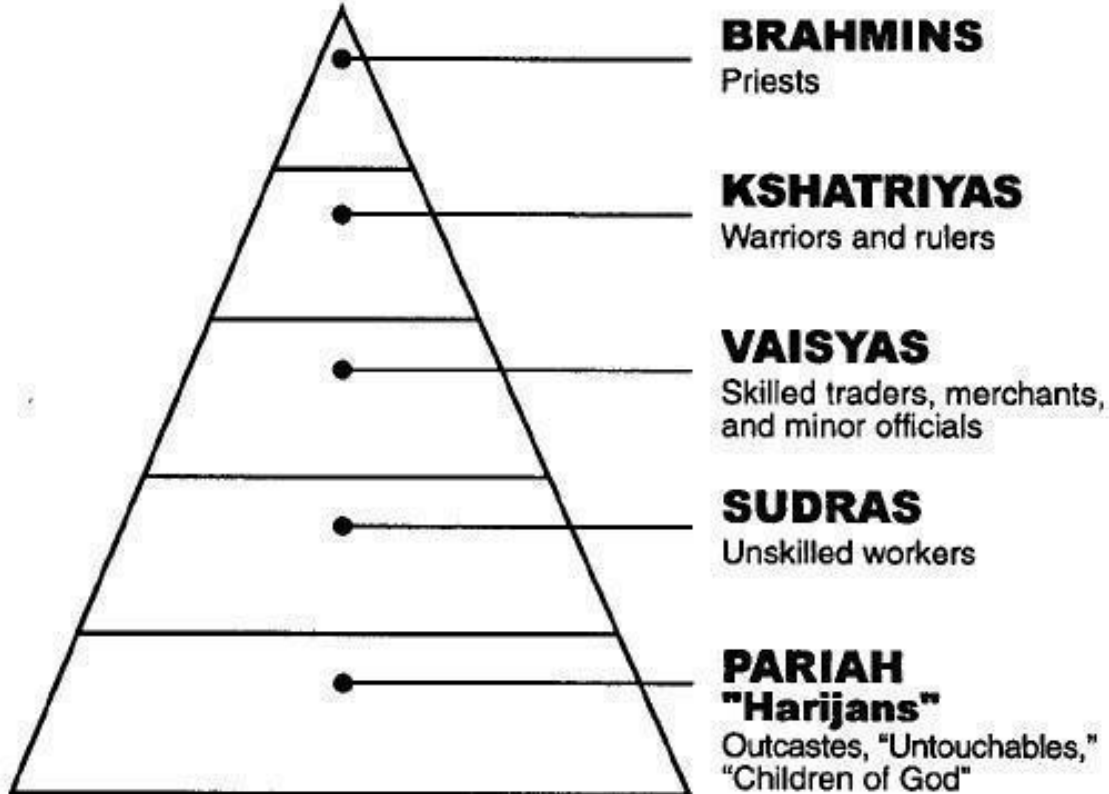 BRAHMINS
Priests
KSHATRIYAS
Warriors and rulers
VAISYAS
Skilled traders, merchants,
and minor officials
SUDRAS
Unskilled workers
PARIAH
"Harijans"
Outcastes, "Untouchables,"
"Children of God"